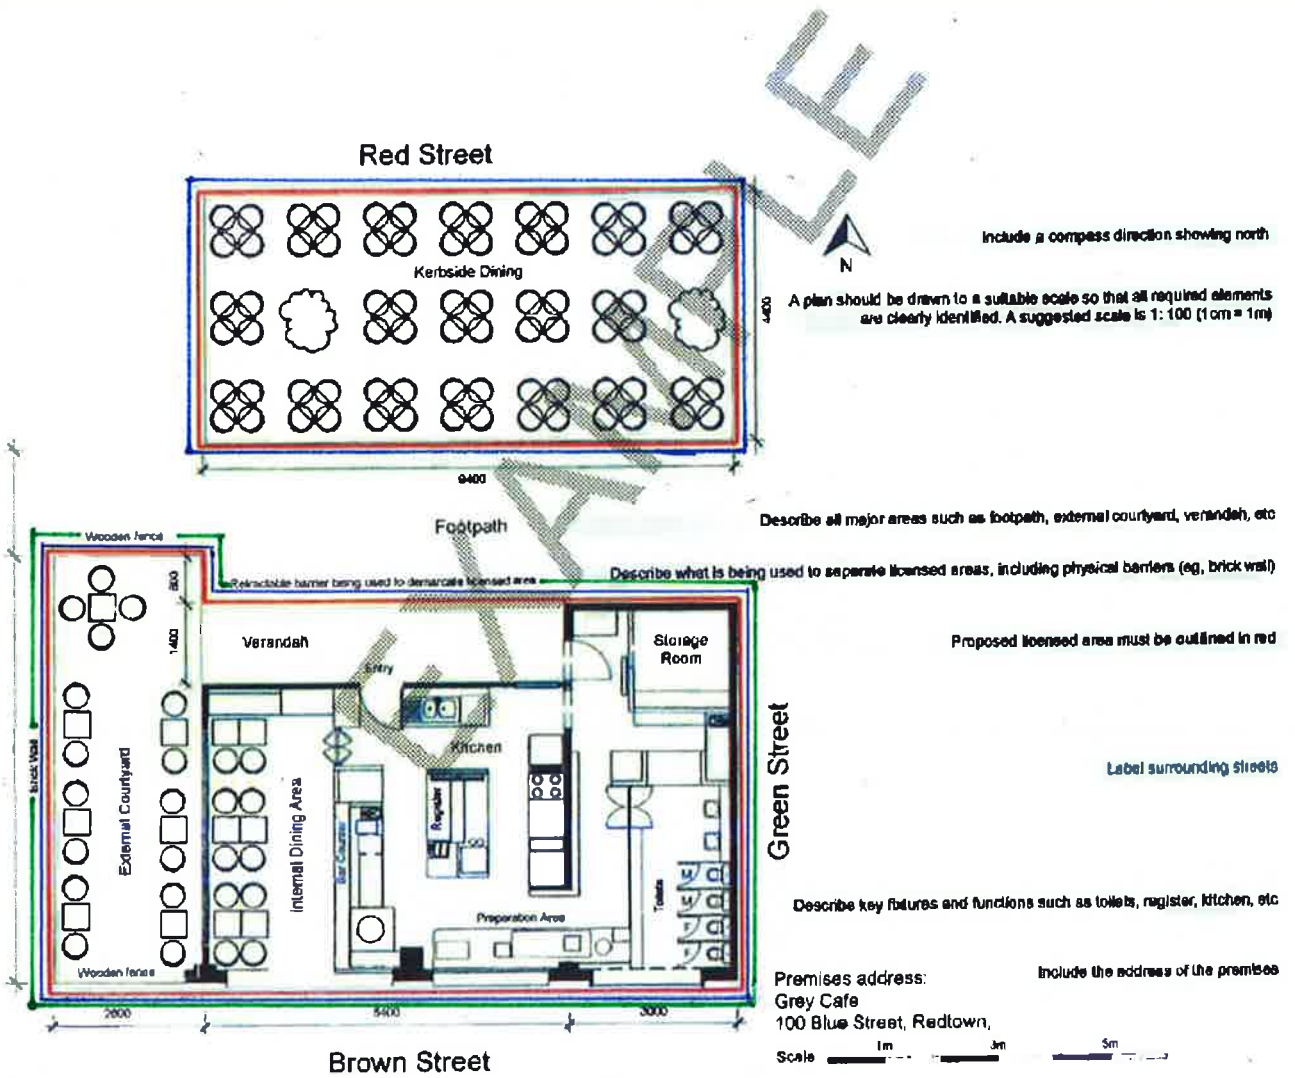 Red Street
Kerbside Dining
N
4400
9400
EXAMPLE
Include a compass direction showing north
A plan should be drawn to a suitable scale so that all required elements
are clearly identified. A suggested scale is 1: 100 (1cm = 1m)
Footpath
Describe all major areas such as footpath, external courtyard, verandah, etc
Wooden fence
Retractable barrier being used to demarcate licensed area
Describe what is being used to separate licensed areas, including physical barriers (eg, brick wall)
800
1400
Verandah
Entry
Storage
Room
Proposed licensed area must be outlined in red
Kitchen
Brick Wall
External Courtyard
Internal Dining Area
Bar Counter
Register
Green Street
Label surrounding streets
Toilets
M
Preparation Area
Describe key fixtures and functions such as toilets, register, kitchen, etc
Wooden fence
Include the address of the premises
Premises address:
Grey Cafe
100 Blue Street, Redtown,
2600
5400
3000
Scale
1m
3m
5m
Brown Street